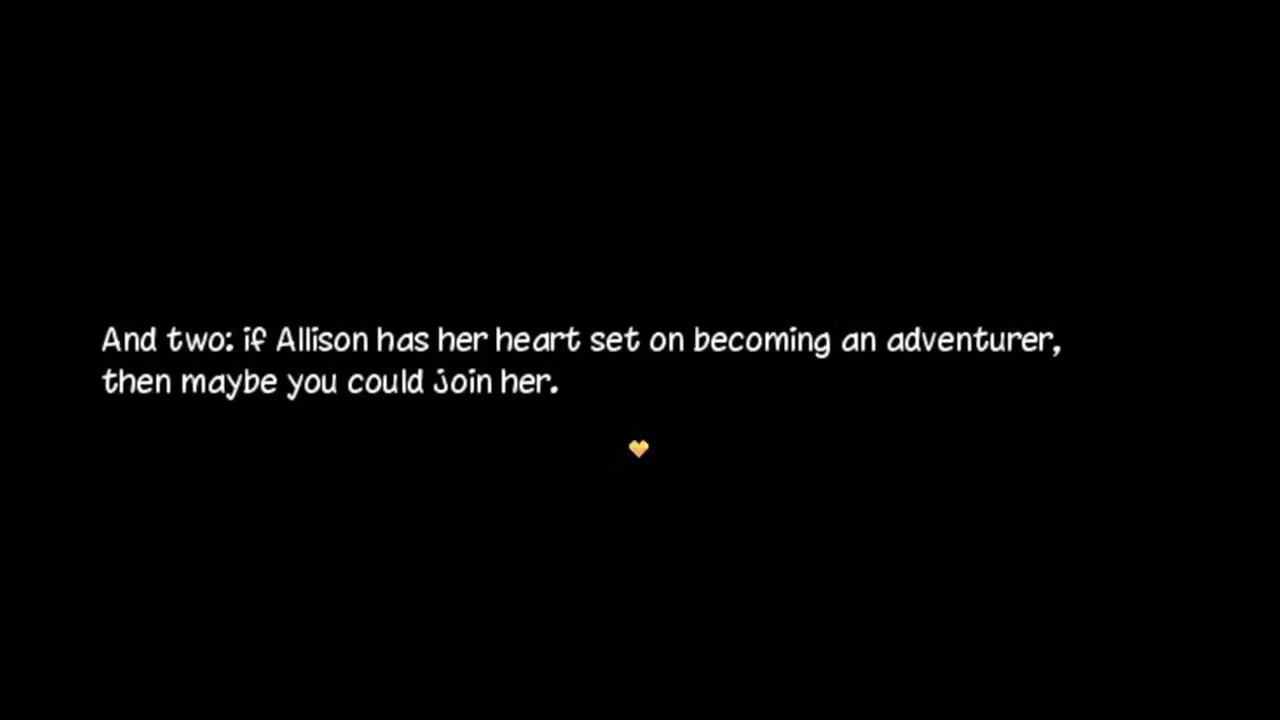 And two: if Allison has her heart set on becoming an adventurer,
then maybe you could join her.